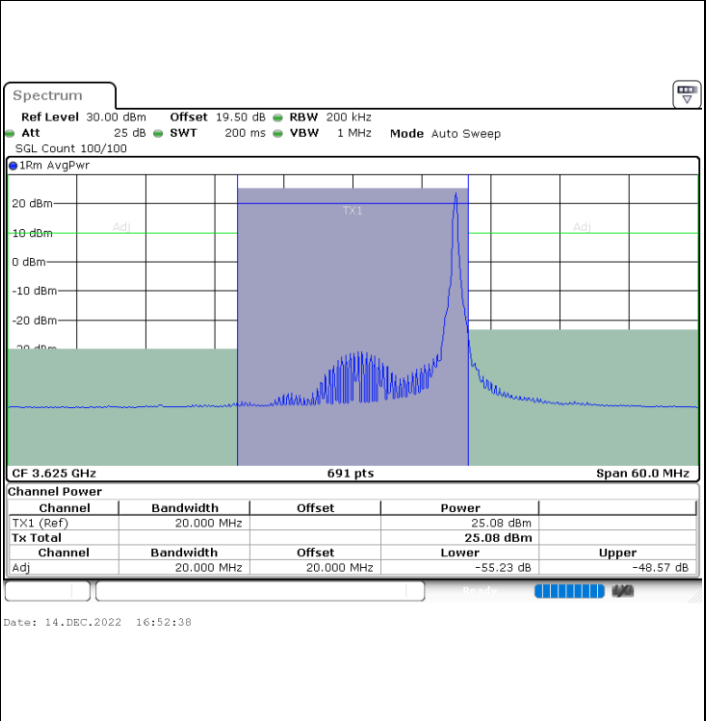 Spectrum
Ref Level 30.00 dBm Offset 19.50 dB RBW 200 kHz
Att 25 dB SWT 200 ms VBW 1 MHz Mode Auto Sweep
SGL Count 100/100
1Rm AvgPwr
20 dBm
TX1
Adj Adj
10 dBm
0 dBm
-10 dBm
-20 dBm
CF 3.625 GHz 691 pts Span 60.0 MHz
Channel Power
Channel Bandwidth Offset Power
TX1 (Ref) 20.000 MHz 25.08 dBm
Tx Total 25.08 dBm
Channel Bandwidth Offset Lower Upper
Adj 20.000 MHz 20.000 MHz -55.23 dB -48.57 dB
Ready
Date: 14.DEC.2022 16:52:38